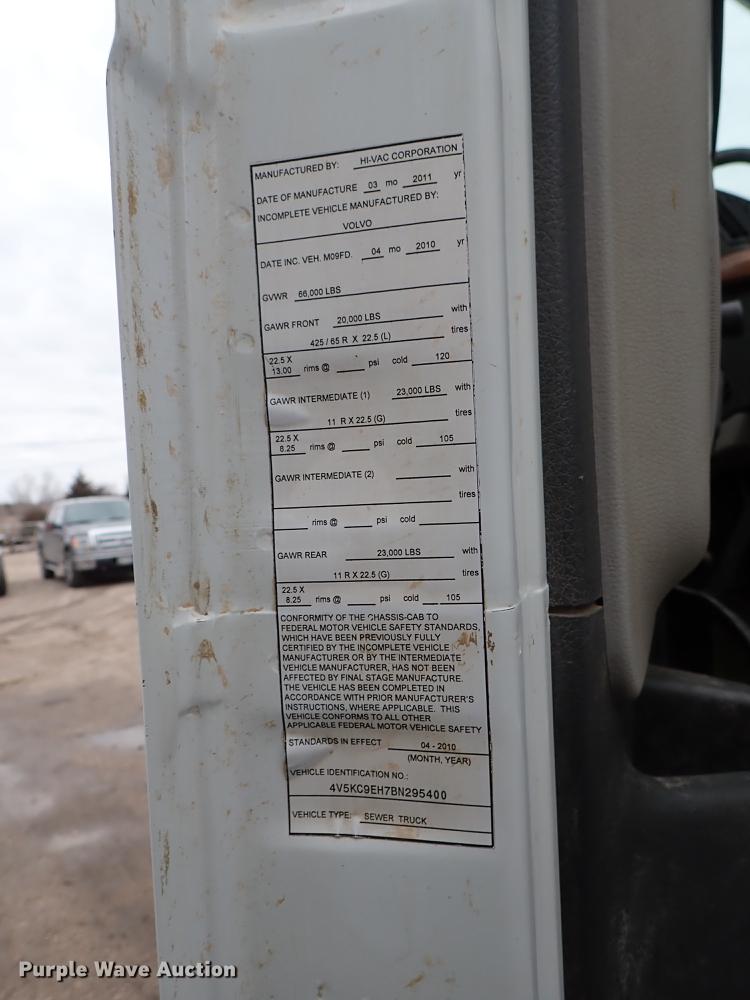 MANUFACTURED BY: HI-VAC CORPORATION
DATE OF MANUFACTURE 03 mo 2011 yr
INCOMPLETE VEHICLE MANUFACTURED BY:
VOLVO
DATE INC. VEH. M09FD. 04 mo 2010 yr
GVWR 66,000 LBS
GAWR FRONT 20,000 LBS with
425 / 65 R X 22.5 (L) tires
22.5 X
13.00 rims @ psi cold 120
GAWR INTERMEDIATE (1) 23,000 LBS with
11 R X 22.5 (G) tires
22.5 X
8.25 rims @ psi cold 105
GAWR INTERMEDIATE (2) with
tires
rims @ psi cold
GAWR REAR 23,000 LBS with
11 R X 22.5 (G) tires
22.5 X
8.25 rims @ psi cold 105
CONFORMITY OF THE CHASSIS-CAB TO
FEDERAL MOTOR VEHICLE SAFETY STANDARDS,
WHICH HAVE BEEN PREVIOUSLY FULLY
CERTIFIED BY THE INCOMPLETE VEHICLE
MANUFACTURER OR BY THE INTERMEDIATE
VEHICLE MANUFACTURER, HAS NOT BEEN
AFFECTED BY FINAL STAGE MANUFACTURE.
THE VEHICLE HAS BEEN COMPLETED IN
ACCORDANCE WITH PRIOR MANUFACTURER'S
INSTRUCTIONS, WHERE APPLICABLE. THIS
VEHICLE CONFORMS TO ALL OTHER
APPLICABLE FEDERAL MOTOR VEHICLE SAFETY
STANDARDS IN EFFECT 04 - 2010
(MONTH, YEAR)
VEHICLE IDENTIFICATION NO.:
4V5KC9EH7BN295400
VEHICLE TYPE: SEWER TRUCK
Purple Wave Auction